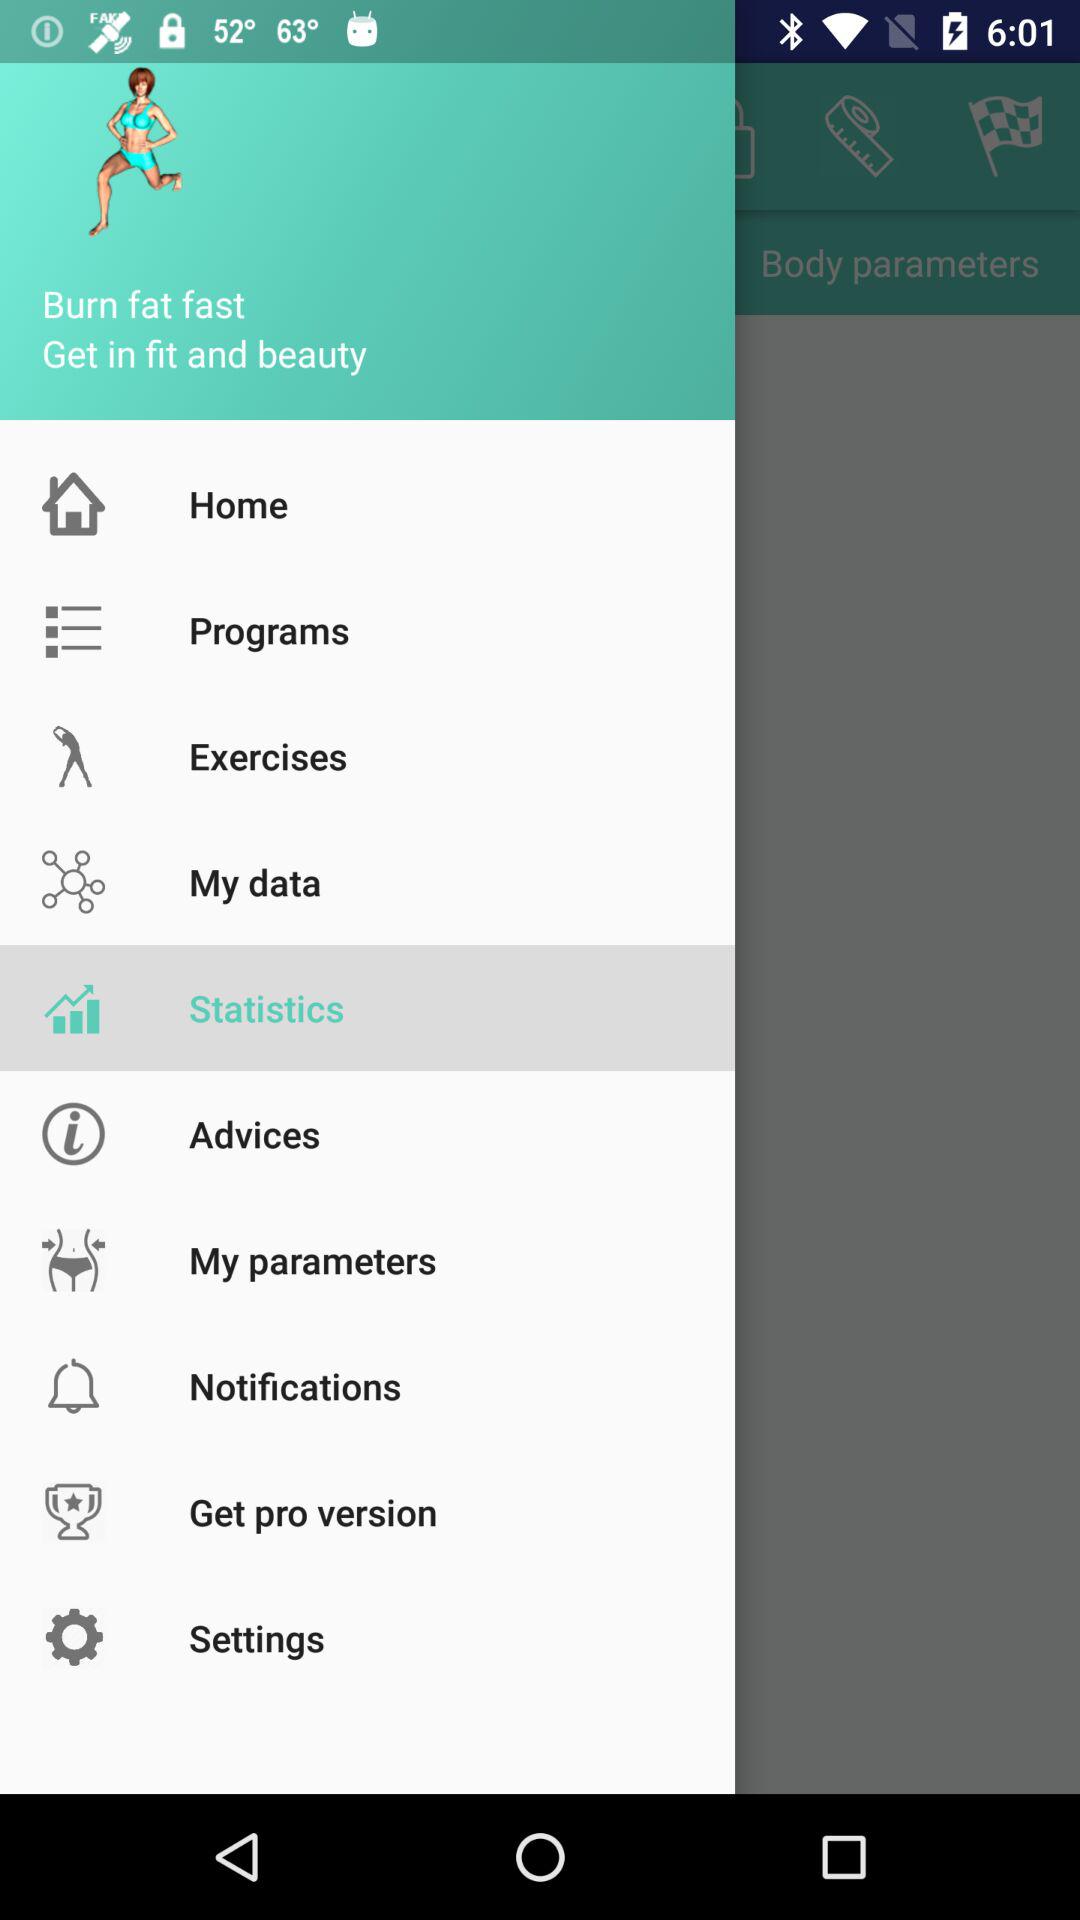 FAKE 52° 63° 6:01
Body parameters
Burn fat fast
Get in fit and beauty
Home
Programs
Exercises
My data
Statistics
Advices
My parameters
Notifications
Get pro version
Settings